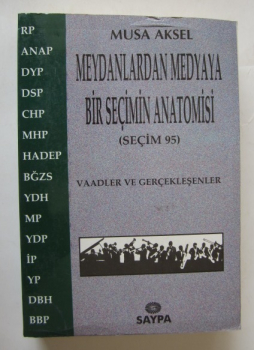 RP
ANAP
DYP
DSP
CHP
MHP
HADEP
BĞZS
YDH
MP
YDP
İP
YP
DBH
BBP
MUSA AKSEL
MEYDANLARDAN MEDYAYA
BİR SEÇİMİN ANATOMİSİ
(SEÇİM 95)
VAADLER VE GERÇEKLEŞENLER
SAYPA